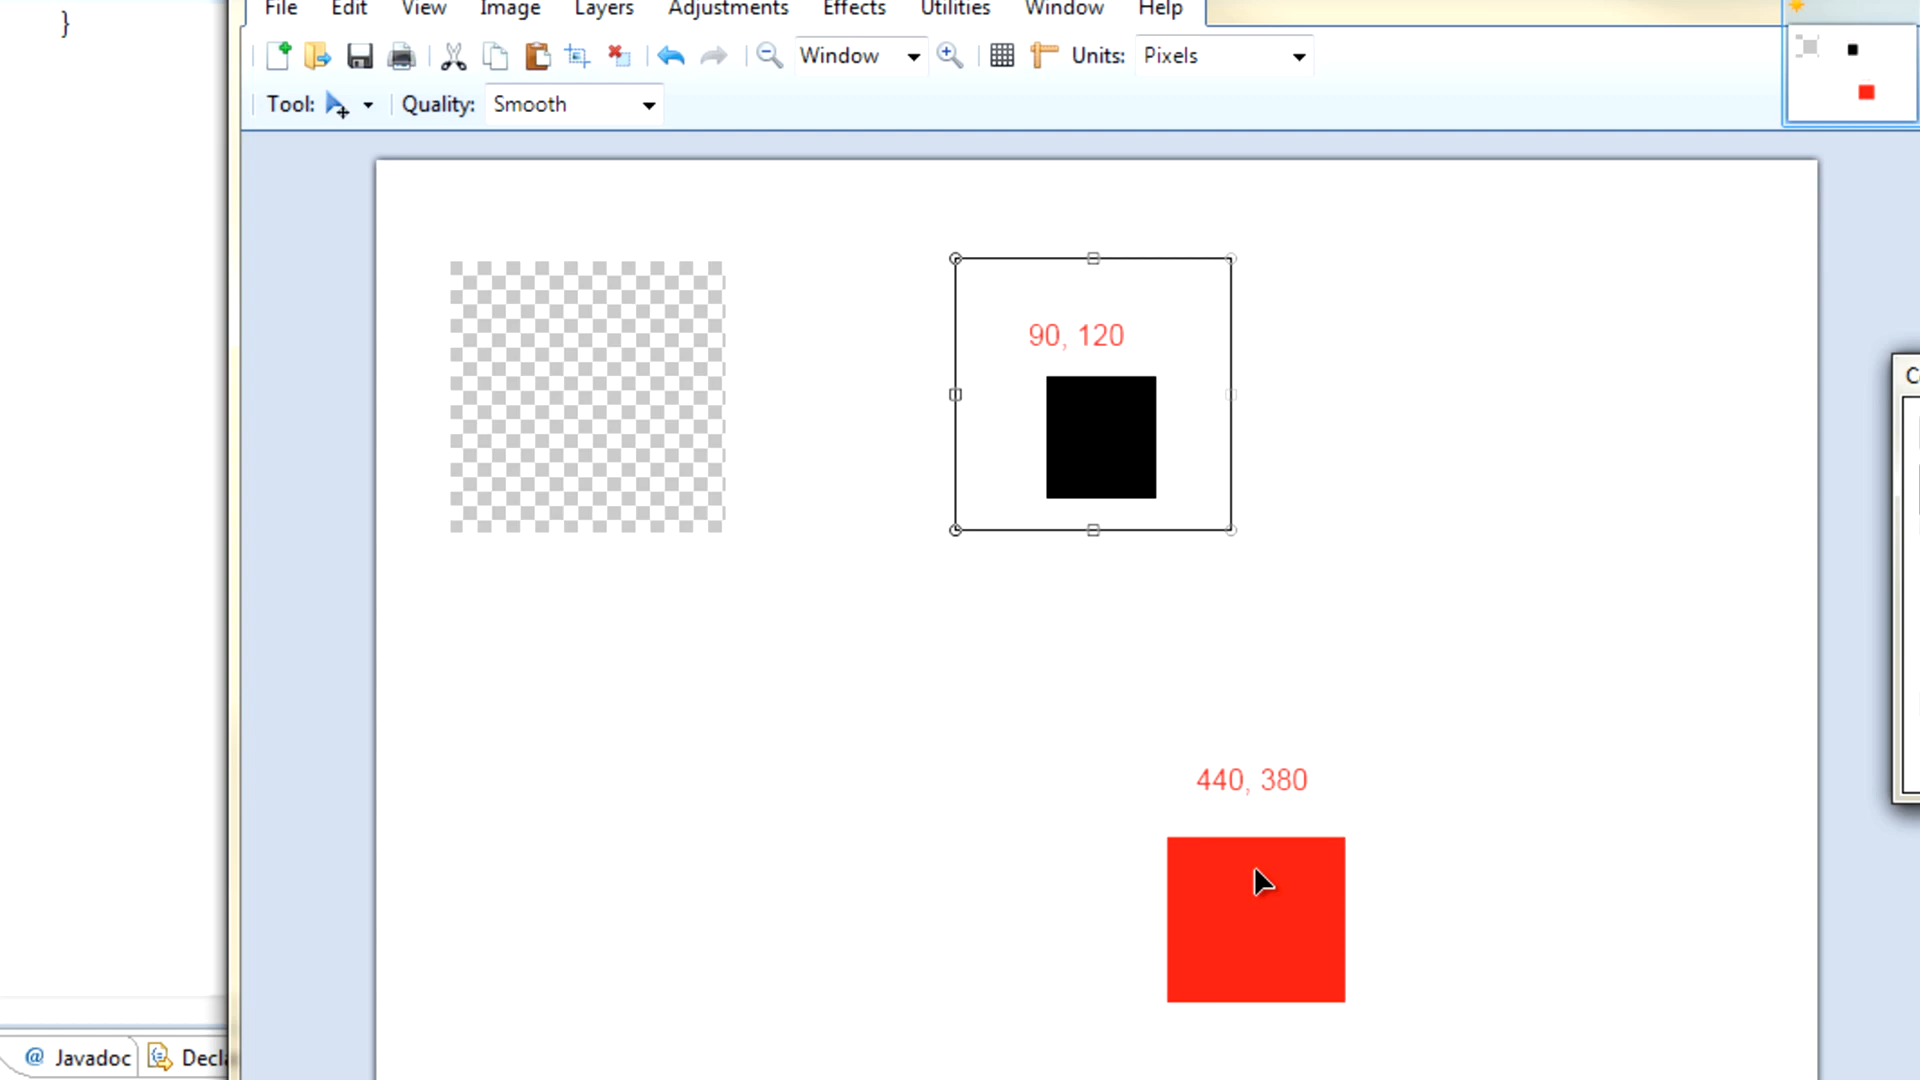 }
File Edit View Image Layers Adjustments Effects Utilities Window Help
Window Units: Pixels
Tool: Quality: Smooth
90, 120
440, 380
@ Javadoc